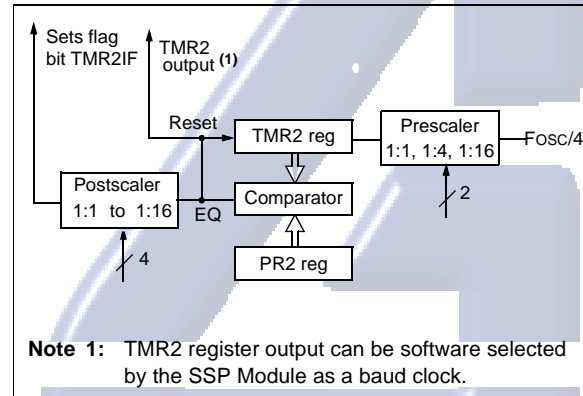 Sets flag
bit TMR2IF
TMR2
output (1)
Reset
TMR2 reg
Prescaler
1:1, 1:4, 1:16
FOSC/4
2
Postscaler
1:1 to 1:16
EQ
Comparator
4
PR2 reg
Note 1: TMR2 register output can be software selected
by the SSP Module as a baud clock.